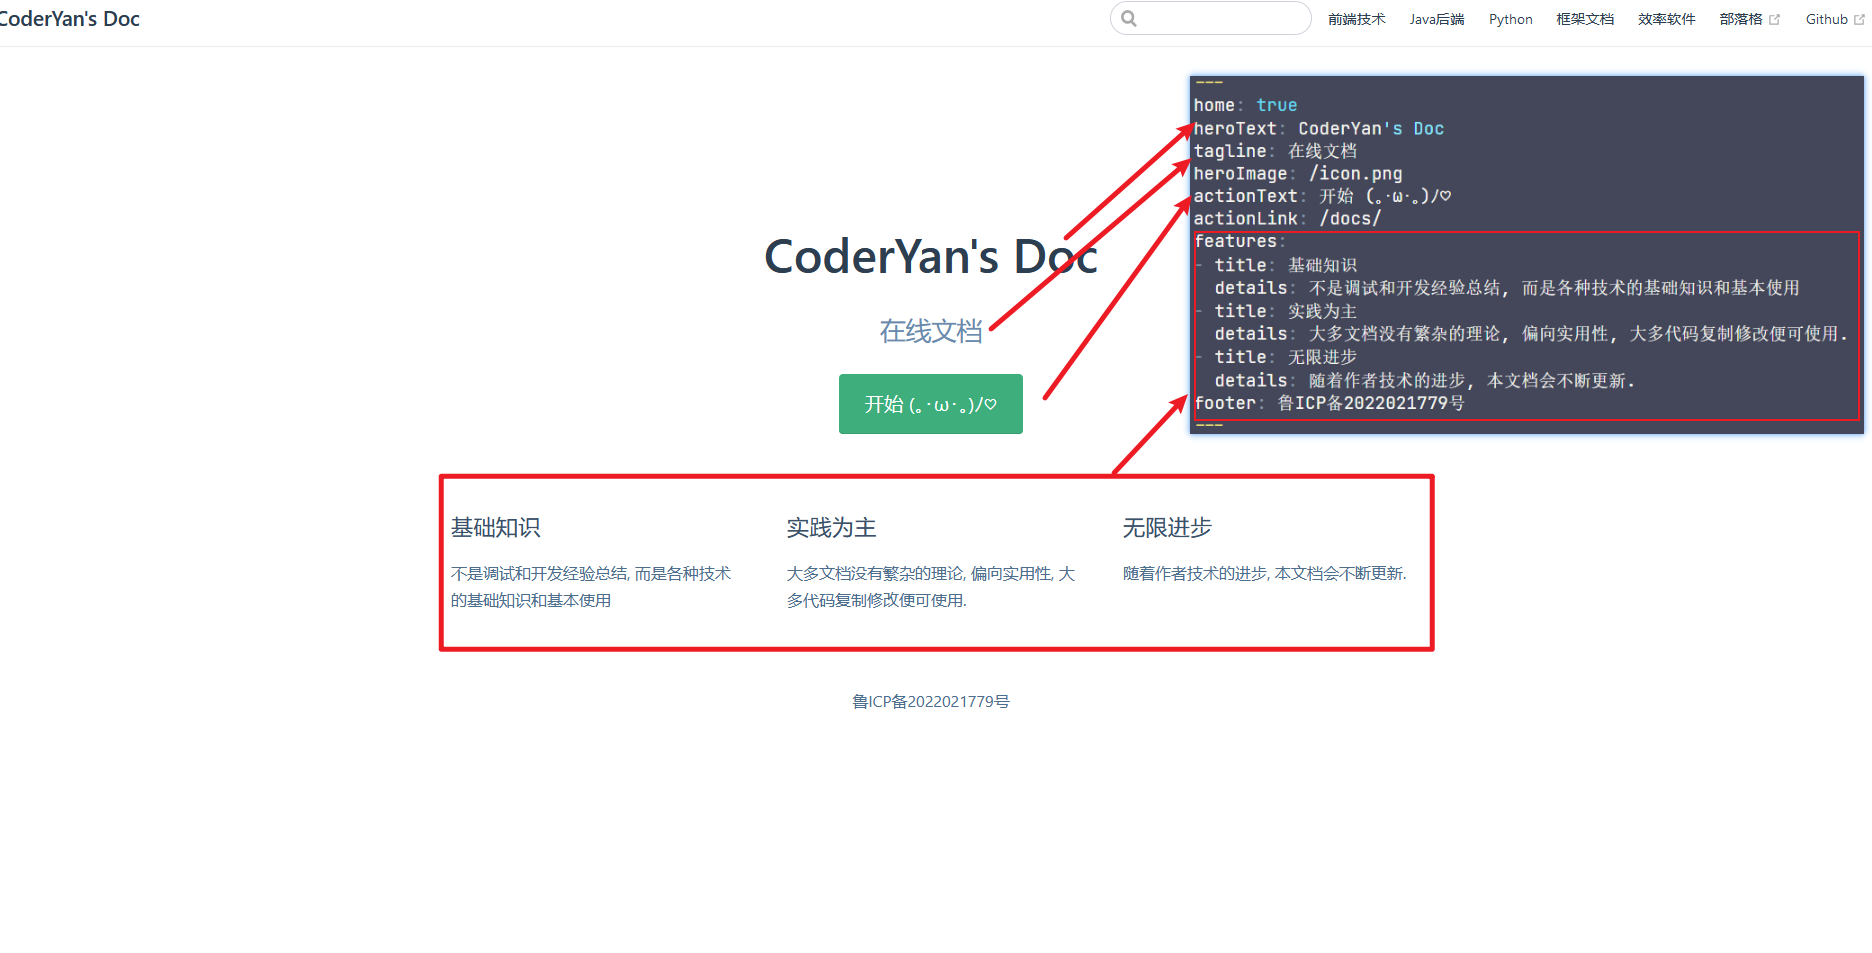 CoderYan's Doc
前端技术
Java后端
Python
框架文档
效率软件
部落格
Github
---
home: true
heroText: CoderYan's Doc
tagline: 在线文档
heroImage: /icon.png
actionText: 开始 (｡･ω･｡)ﾉ♡
actionLink: /docs/
features:
- title: 基础知识
  details: 不是调试和开发经验总结, 而是各种技术的基础知识和基本使用
- title: 实践为主
  details: 大多文档没有繁杂的理论, 偏向实用性, 大多代码复制修改便可使用.
- title: 无限进步
  details: 随着作者技术的进步, 本文档会不断更新.
footer: 鲁ICP备2022021779号
---
CoderYan's Doc
在线文档
开始 (｡･ω･｡)ﾉ♡
基础知识
不是调试和开发经验总结, 而是各种技术
的基础知识和基本使用
实践为主
大多文档没有繁杂的理论, 偏向实用性, 大
多代码复制修改便可使用.
无限进步
随着作者技术的进步, 本文档会不断更新.
鲁ICP备2022021779号